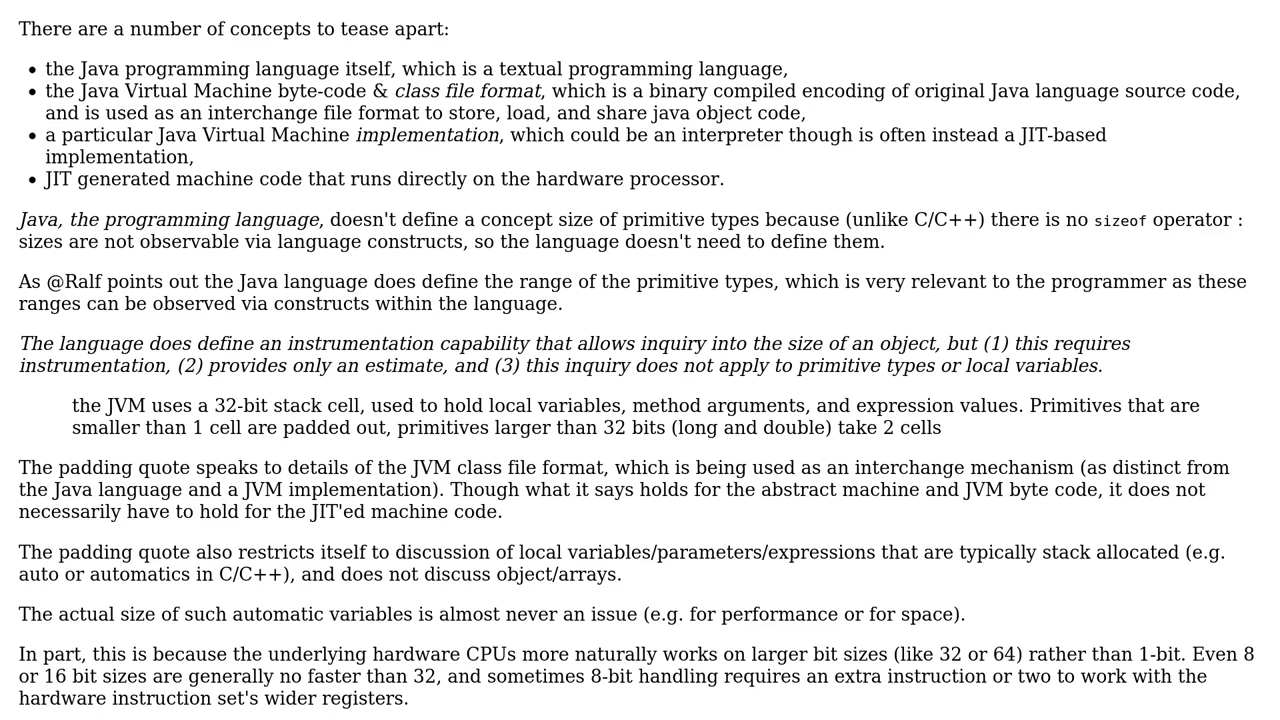 There are a number of concepts to tease apart:
• the Java programming language itself, which is a textual programming language,
• the Java Virtual Machine byte-code & class file format, which is a binary compiled encoding of original Java language source code,
and is used as an interchange file format to store, load, and share java object code,
• a particular Java Virtual Machine implementation, which could be an interpreter though is often instead a JIT-based
implementation,
• JIT generated machine code that runs directly on the hardware processor.
Java, the programming language, doesn't define a concept size of primitive types because (unlike C/C++) there is no sizeof operator :
sizes are not observable via language constructs, so the language doesn't need to define them.
As @Ralf points out the Java language does define the range of the primitive types, which is very relevant to the programmer as these
ranges can be observed via constructs within the language.
The language does define an instrumentation capability that allows inquiry into the size of an object, but (1) this requires
instrumentation, (2) provides only an estimate, and (3) this inquiry does not apply to primitive types or local variables.
the JVM uses a 32-bit stack cell, used to hold local variables, method arguments, and expression values. Primitives that are
smaller than 1 cell are padded out, primitives larger than 32 bits (long and double) take 2 cells
The padding quote speaks to details of the JVM class file format, which is being used as an interchange mechanism (as distinct from
the Java language and a JVM implementation). Though what it says holds for the abstract machine and JVM byte code, it does not
necessarily have to hold for the JIT'ed machine code.
The padding quote also restricts itself to discussion of local variables/parameters/expressions that are typically stack allocated (e.g.
auto or automatics in C/C++), and does not discuss object/arrays.
The actual size of such automatic variables is almost never an issue (e.g. for performance or for space).
In part, this is because the underlying hardware CPUs more naturally works on larger bit sizes (like 32 or 64) rather than 1-bit. Even 8
or 16 bit sizes are generally no faster than 32, and sometimes 8-bit handling requires an extra instruction or two to work with the
hardware instruction set's wider registers.